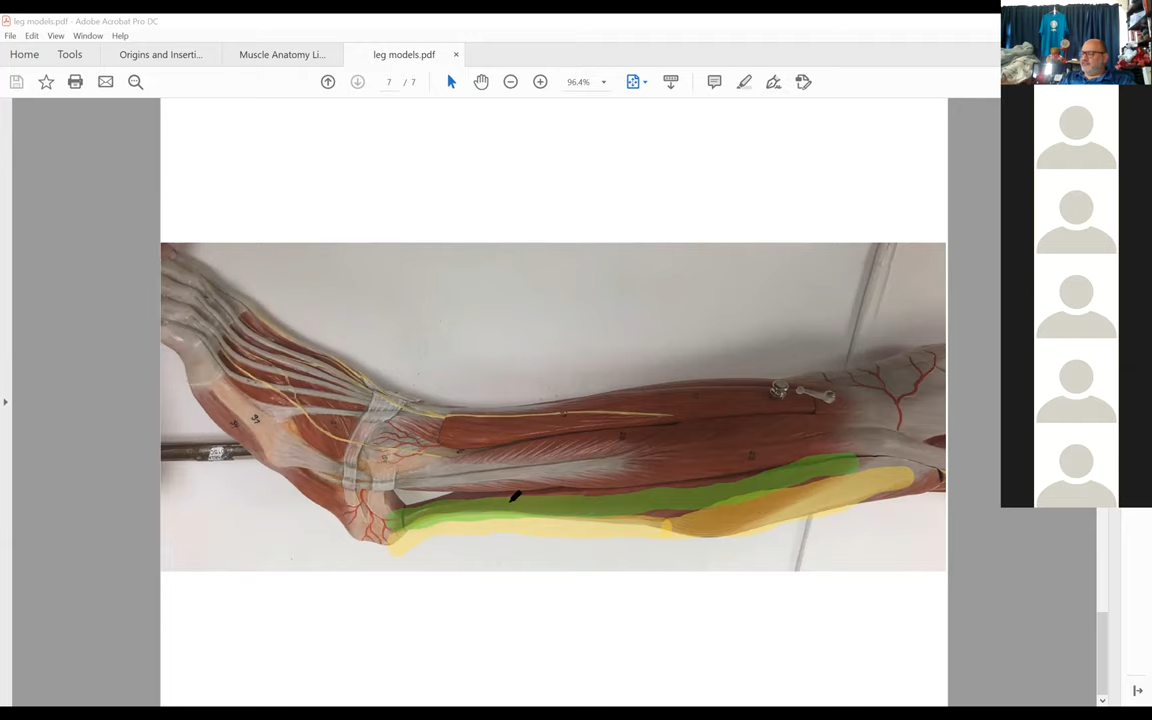 leg models.pdf - Adobe Acrobat Pro DC
File Edit View Window Help
Home Tools Origins and Inserti... Muscle Anatomy Li... leg models.pdf ×
7 / 7 96.4%